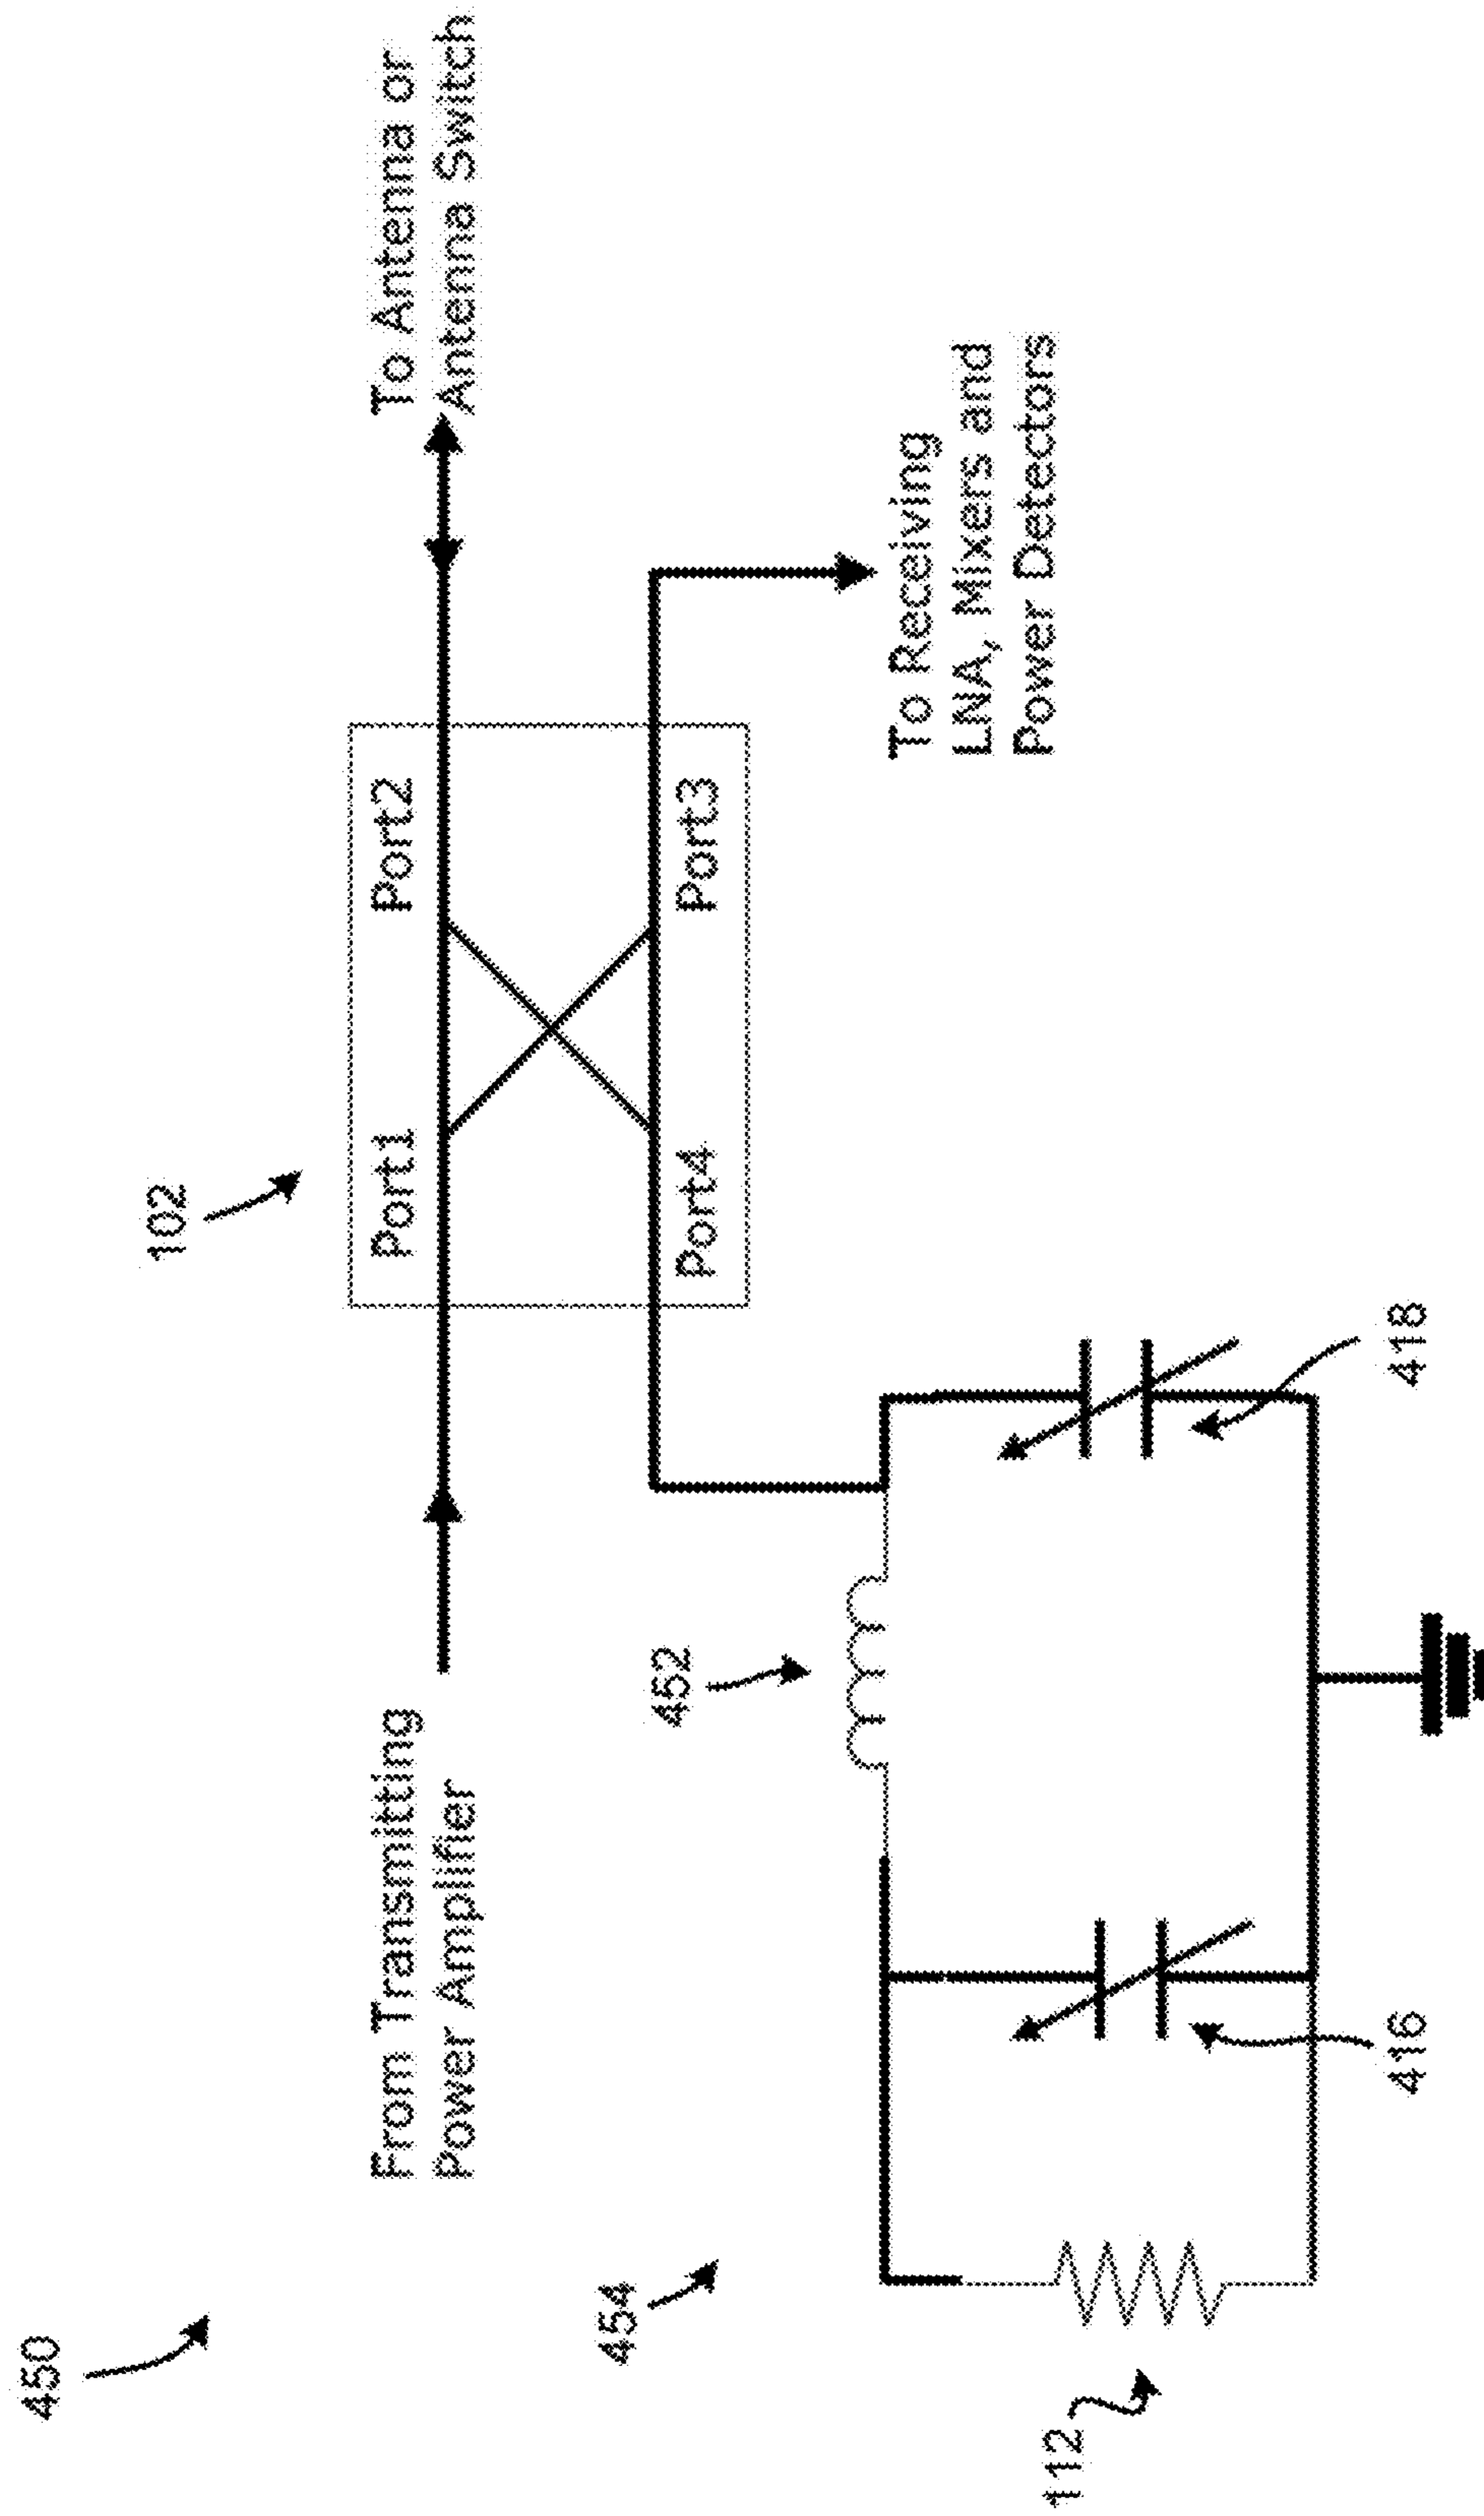 450
102
From Transmitting
Power Amplifier
Port1
Port2
To Antenna or
Antenna Switch
Port4
Port3
454
452
To Receiving
LNA, Mixers and
Power Detectors
112
416
418